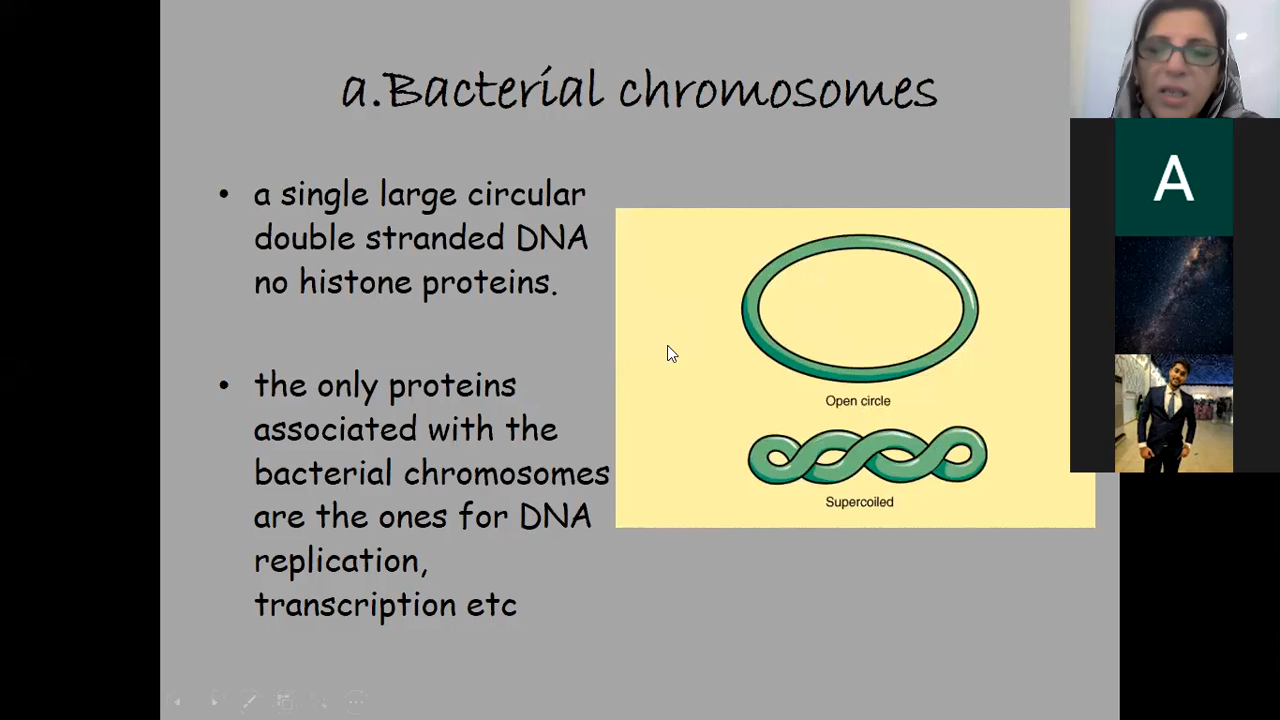 a.Bacterial chromosomes
• a single large circular
double stranded DNA
no histone proteins.
• the only proteins
associated with the
bacterial chromosomes
are the ones for DNA
replication,
transcription etc
Open circle
Supercoiled
A